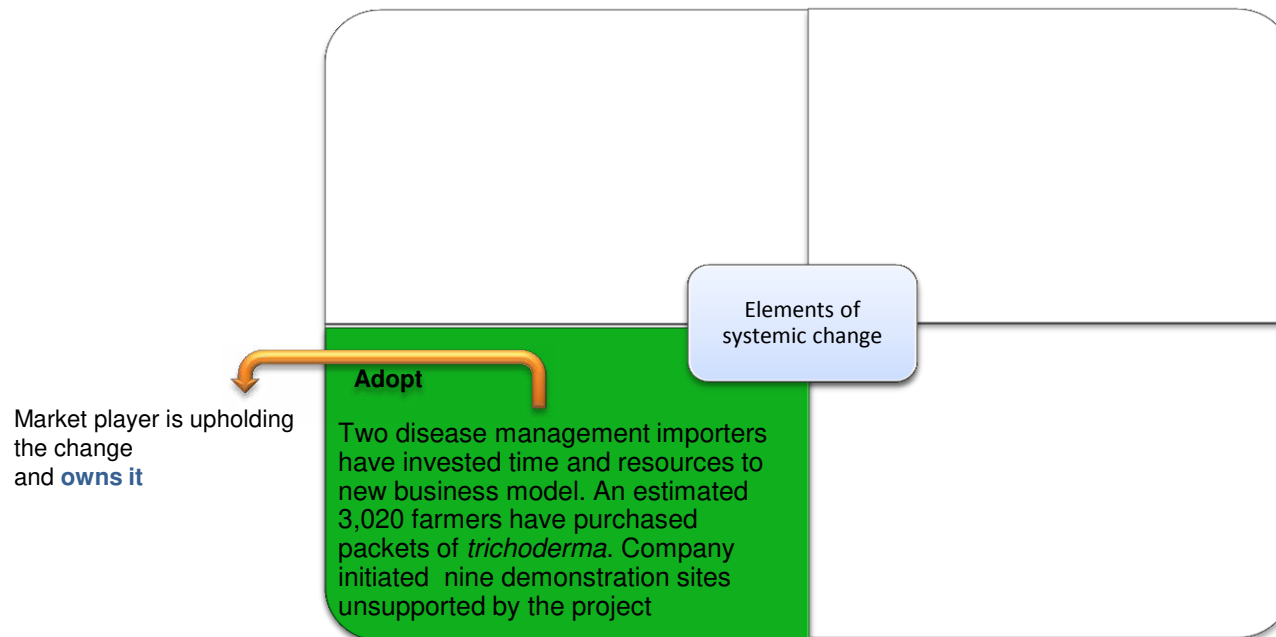 Elements of
systemic change
Adopt
Two disease management importers
have invested time and resources to
new business model. An estimated
3,020 farmers have purchased
packets of trichoderma. Company
initiated  nine demonstration sites
unsupported by the project
Market player is upholding
the change
and owns it